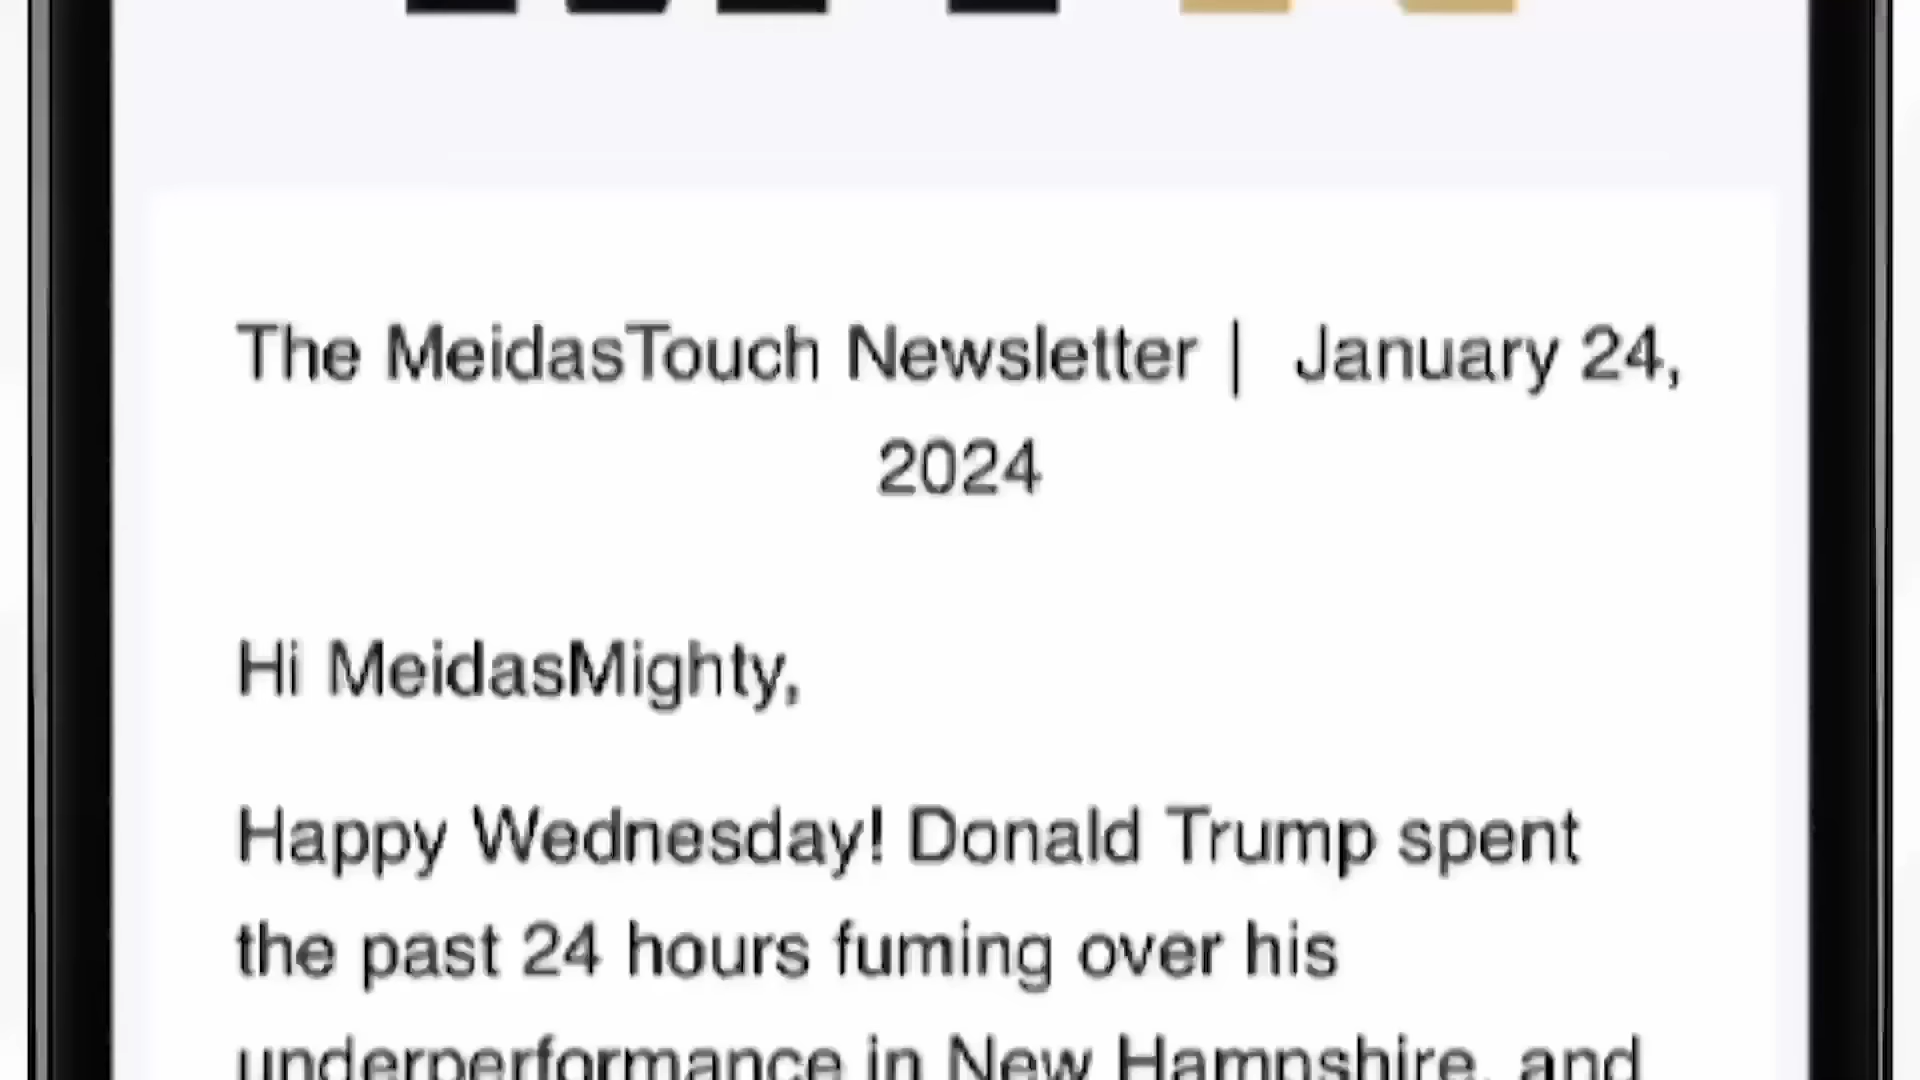 The MeidasTouch Newsletter | January 24,
2024
Hi MeidasMighty,
Happy Wednesday! Donald Trump spent
the past 24 hours fuming over his
underperformance in New Hampshire, and